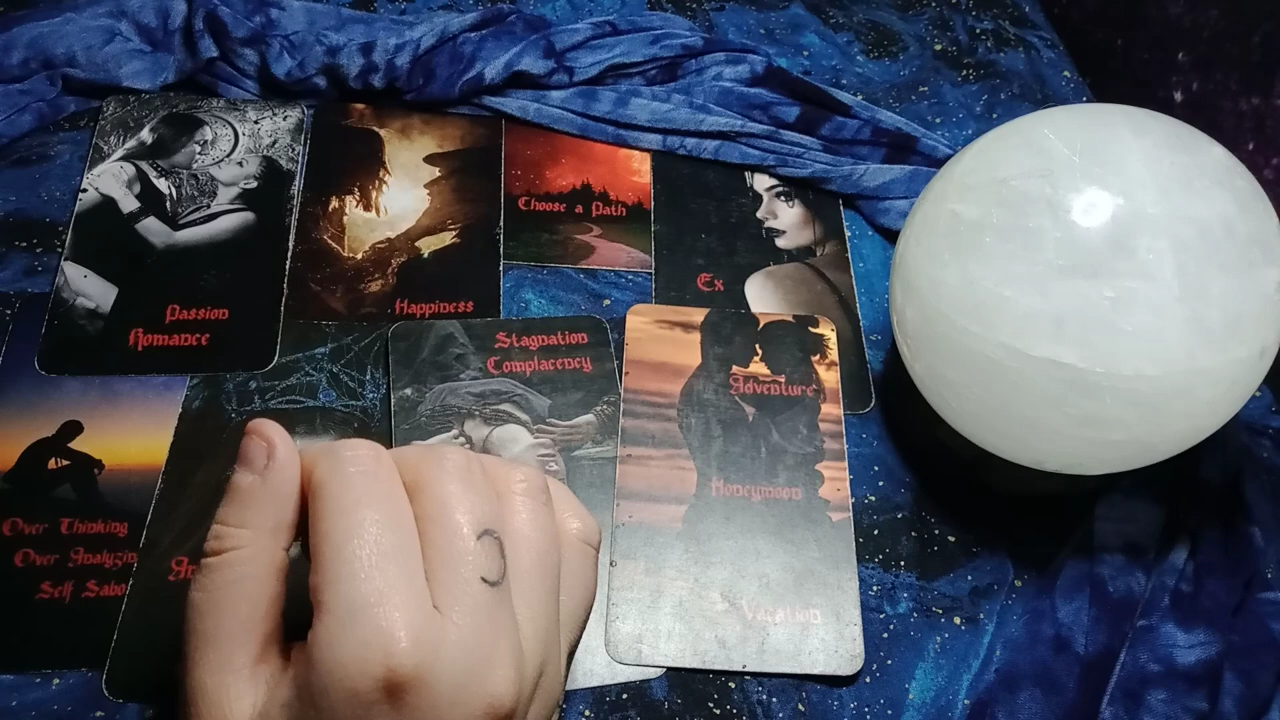 Passion
Romance
Happiness
Choose a Path
Ex
Over Thinking
Over Analyzin
Self Sabo
Stagnation
Complacency
Adventure
Honeymoon
Vacation